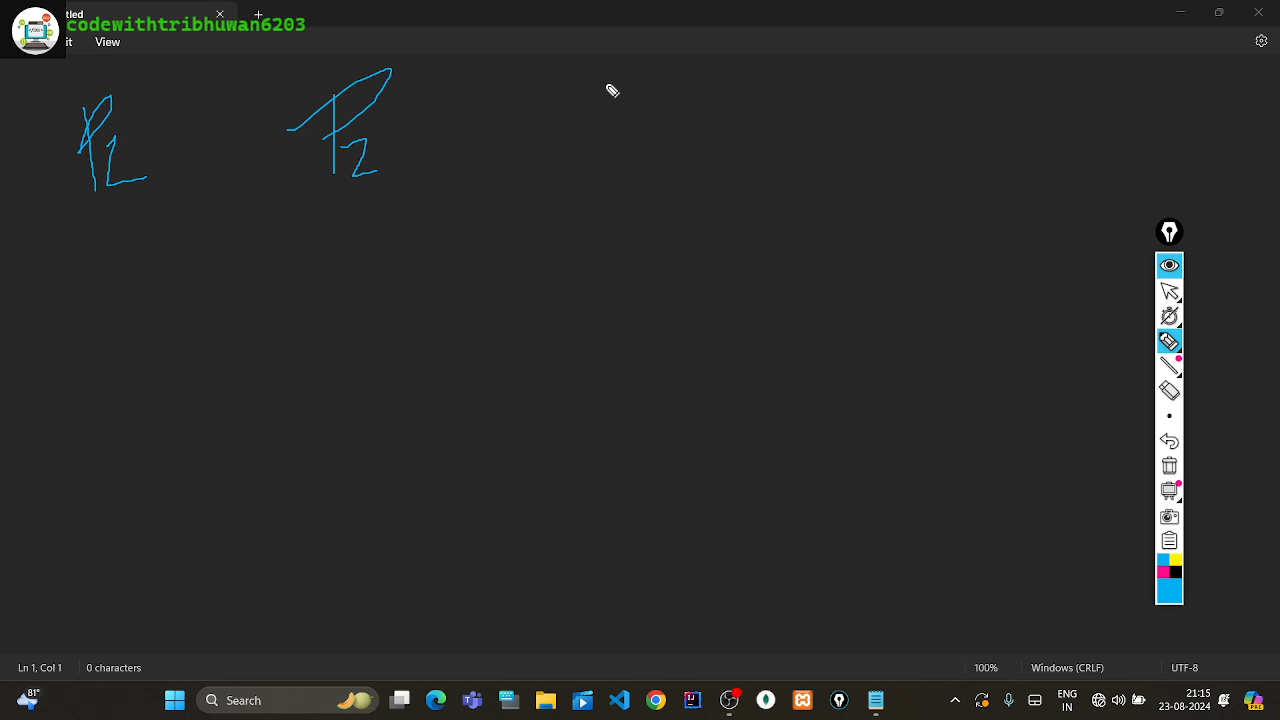 codewithtribhuwan6203
View
P1 P2
Ln 1, Col 1 0 characters 100% Windows (CRLF) UTF-8
81° Search ENG IN 21:13 23-08-2024